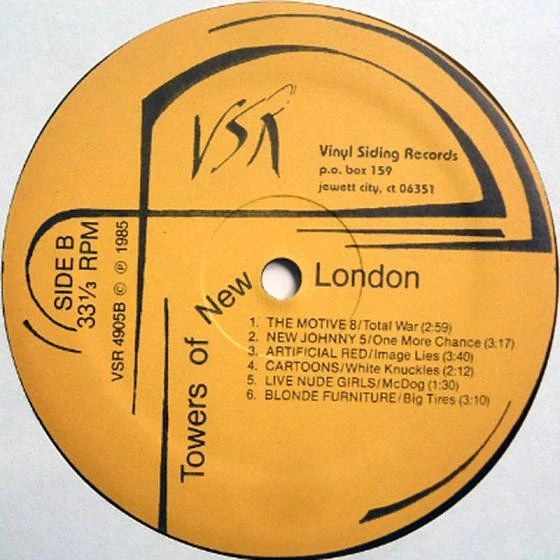 VSR
Vinyl Siding Records
p.o. box 159
jewett city, ct 06351
SIDE B
33⅓ RPM
VSR 4905B © ℗ 1985
Towers of New London
1. THE MOTIVE 8/Total War (2:59)
2. NEW JOHNNY 5/One More Chance (3:17)
3. ARTIFICIAL RED/Image Lies (3:40)
4. CARTOONS/White Knuckles (2:12)
5. LIVE NUDE GIRLS/McDog (1:30)
6. BLONDE FURNITURE/Big Tires (3:10)